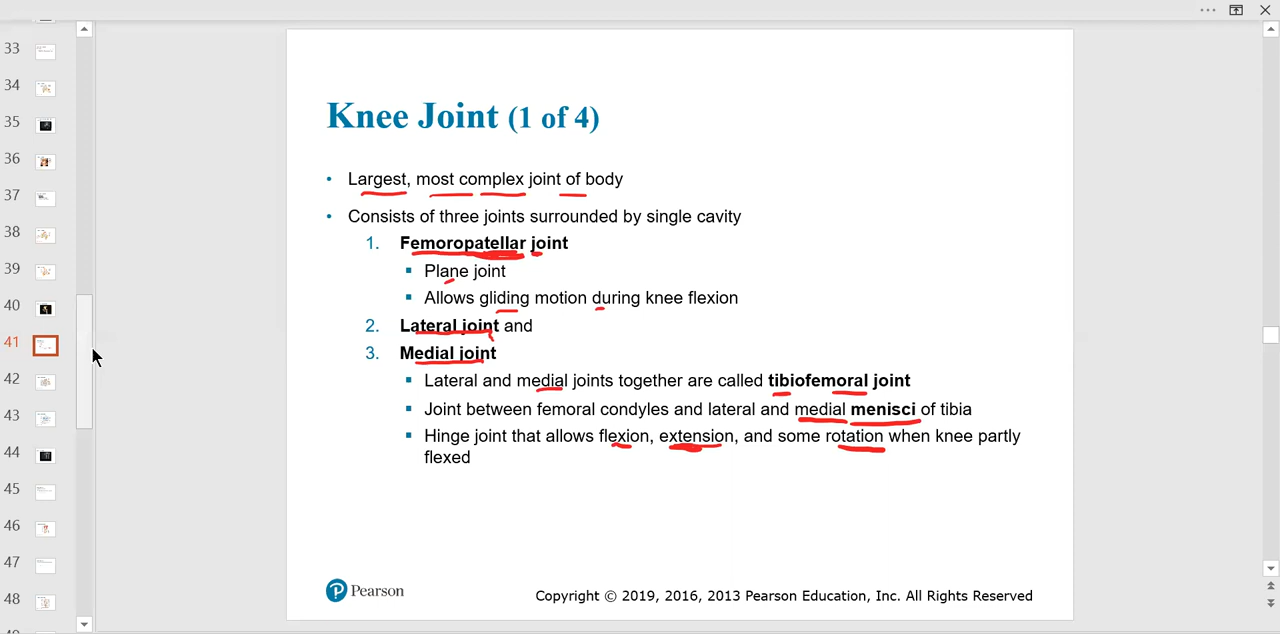 33
34
35
36
37
38
39
40
41
42
43
44
45
46
47
48
Knee Joint (1 of 4)
• Largest, most complex joint of body
• Consists of three joints surrounded by single cavity
1. Femoropatellar joint
▪ Plane joint
▪ Allows gliding motion during knee flexion
2. Lateral joint and
3. Medial joint
▪ Lateral and medial joints together are called tibiofemoral joint
▪ Joint between femoral condyles and lateral and medial menisci of tibia
▪ Hinge joint that allows flexion, extension, and some rotation when knee partly
flexed
P Pearson
Copyright © 2019, 2016, 2013 Pearson Education, Inc. All Rights Reserved